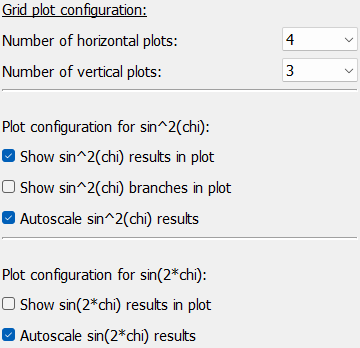 Grid plot configuration:
Number of horizontal plots: 4
Number of vertical plots: 3
Plot configuration for sin^2(chi):
Show sin^2(chi) results in plot
Show sin^2(chi) branches in plot
Autoscale sin^2(chi) results
Plot configuration for sin(2*chi):
Show sin(2*chi) results in plot
Autoscale sin(2*chi) results